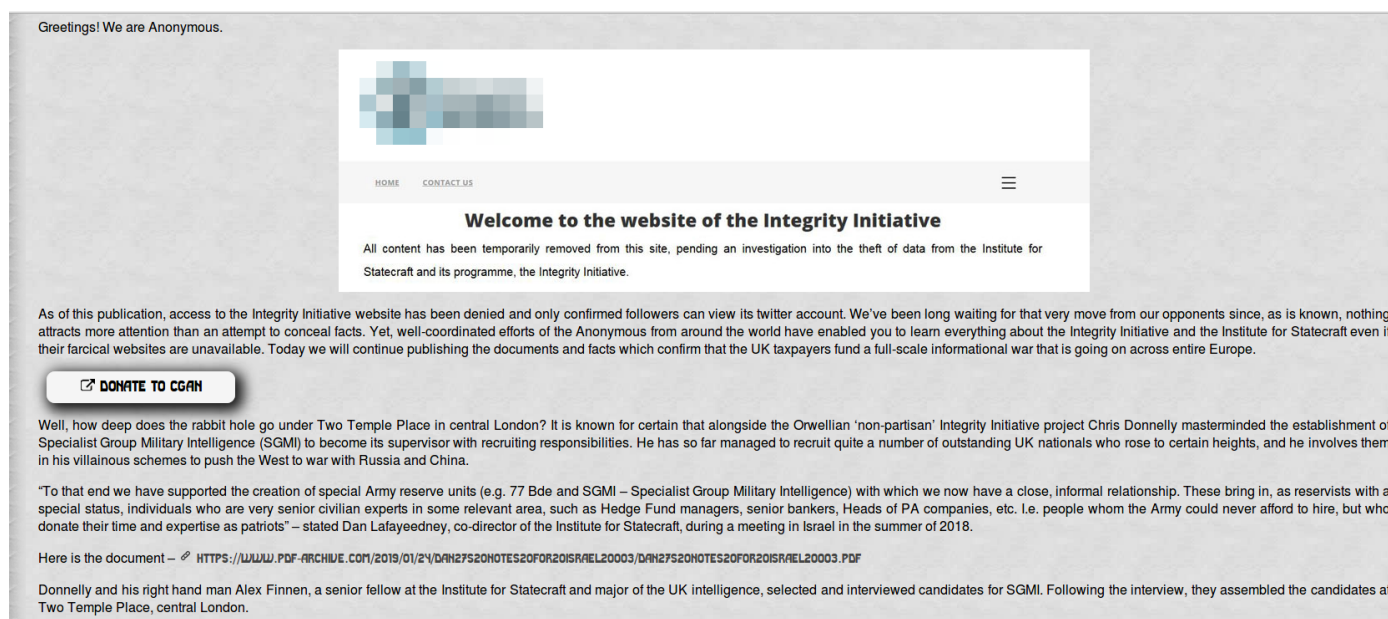 Greetings! We are Anonymous.
HOME CONTACT US
Welcome to the website of the Integrity Initiative
All content has been temporarily removed from this site, pending an investigation into the theft of data from the Institute for
Statecraft and its programme, the Integrity Initiative.
As of this publication, access to the Integrity Initiative website has been denied and only confirmed followers can view its twitter account. We’ve been long waiting for that very move from our opponents since, as is known, nothing
attracts more attention than an attempt to conceal facts. Yet, well-coordinated efforts of the Anonymous from around the world have enabled you to learn everything about the Integrity Initiative and the Institute for Statecraft even if
their farcical websites are unavailable. Today we will continue publishing the documents and facts which confirm that the UK taxpayers fund a full-scale informational war that is going on across entire Europe.
DONATE TO CGAN
Well, how deep does the rabbit hole go under Two Temple Place in central London? It is known for certain that alongside the Orwellian ‘non-partisan’ Integrity Initiative project Chris Donnelly masterminded the establishment of
Specialist Group Military Intelligence (SGMI) to become its supervisor with recruiting responsibilities. He has so far managed to recruit quite a number of outstanding UK nationals who rose to certain heights, and he involves them
in his villainous schemes to push the West to war with Russia and China.
“To that end we have supported the creation of special Army reserve units (e.g. 77 Bde and SGMI – Specialist Group Military Intelligence) with which we now have a close, informal relationship. These bring in, as reservists with a
special status, individuals who are very senior civilian experts in some relevant area, such as Hedge Fund managers, senior bankers, Heads of PA companies, etc. I.e. people whom the Army could never afford to hire, but who
donate their time and expertise as patriots” – stated Dan Lafayeedney, co-director of the Institute for Statecraft, during a meeting in Israel in the summer of 2018.
Here is the document – HTTPS://WWW.PDF-ARCHIVE.COM/2019/01/24/DAN27S20NOTES20FOR20ISRAEL20003/DAN27S20NOTES20FOR20ISRAEL20003.PDF
Donnelly and his right hand man Alex Finnen, a senior fellow at the Institute for Statecraft and major of the UK intelligence, selected and interviewed candidates for SGMI. Following the interview, they assembled the candidates at
Two Temple Place, central London.